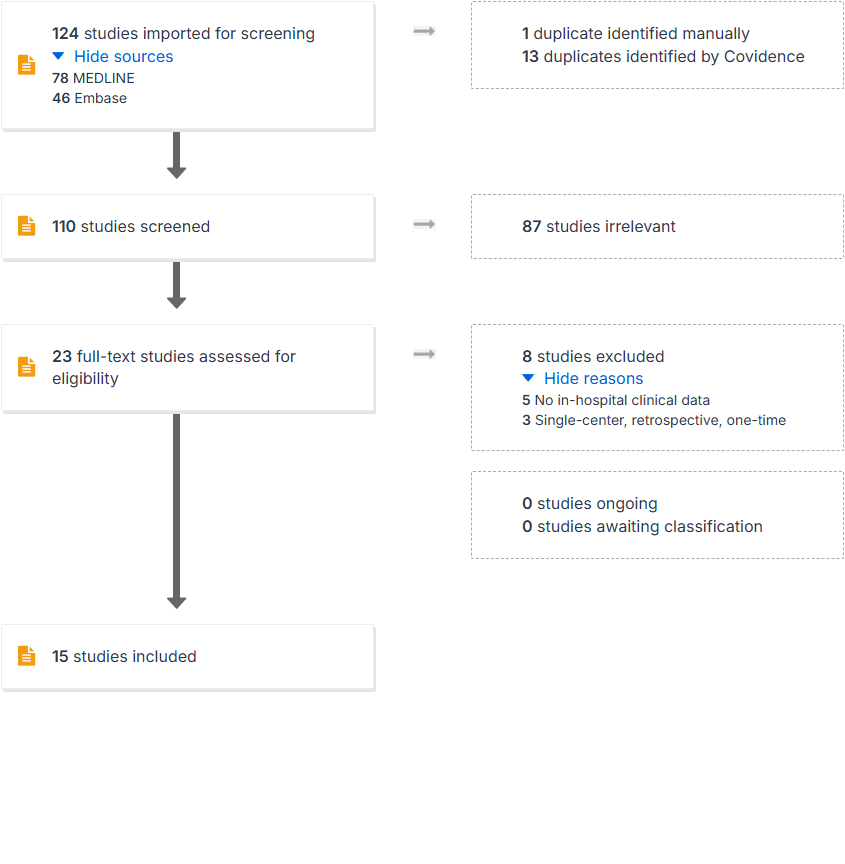 124 studies imported for screening
Hide sources
78 MEDLINE
46 Embase
1 duplicate identified manually
13 duplicates identified by Covidence
110 studies screened
87 studies irrelevant
23 full-text studies assessed for
eligibility
8 studies excluded
Hide reasons
5 No in-hospital clinical data
3 Single-center, retrospective, one-time
0 studies ongoing
0 studies awaiting classification
15 studies included